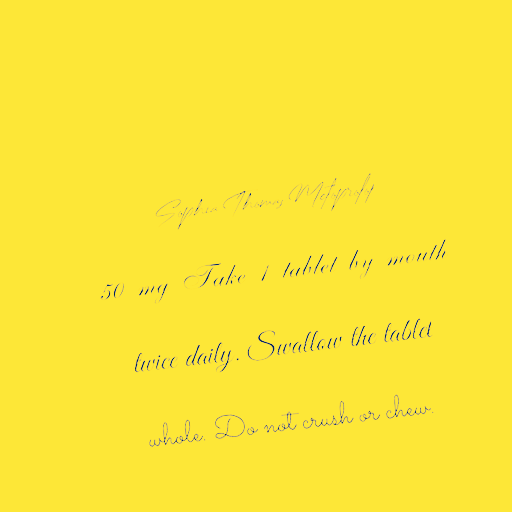 Sophia Thomas
50 mg Take 1 tablet by mouth
twice daily. Swallow the tablet
whole. Do not crush or chew.